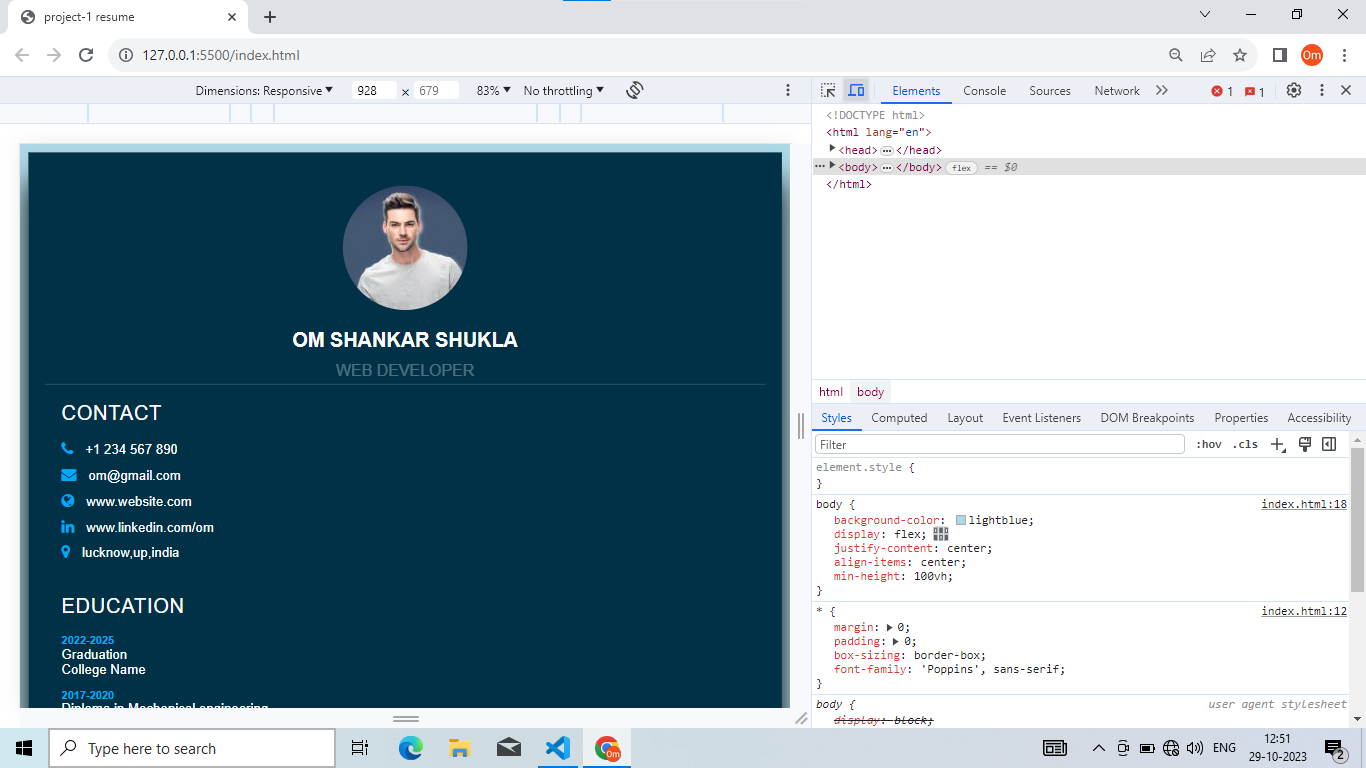 project-1 resume
127.0.0.1:5500/index.html
Om
Dimensions: Responsive 928 x 679 83% No throttling
Elements Console Sources Network 1 1
<!DOCTYPE html>
<html lang="en">
<head> </head>
<body> </body> flex == $0
</html>
OM SHANKAR SHUKLA
WEB DEVELOPER
CONTACT
+1 234 567 890
om@gmail.com
www.website.com
www.linkedin.com/om
lucknow,up,india
EDUCATION
2022-2025
Graduation
College Name
2017-2020
Diploma in Mechanical engineering
html body
Styles Computed Layout Event Listeners DOM Breakpoints Properties Accessibility
Filter :hov .cls
element.style {
}
body { index.html:18
background-color: lightblue;
display: flex;
justify-content: center;
align-items: center;
min-height: 100vh;
}
* { index.html:12
margin: 0;
padding: 0;
box-sizing: border-box;
font-family: 'Poppins', sans-serif;
}
body { user agent stylesheet
display: block;
Type here to search
Om
ENG
12:51
29-10-2023
2